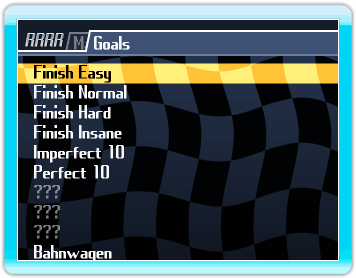 RRRR M Goals
Finish Easy
Finish Normal
Finish Hard
Finish Insane
Imperfect 10
Perfect 10
???
???
???
Bahnwagen